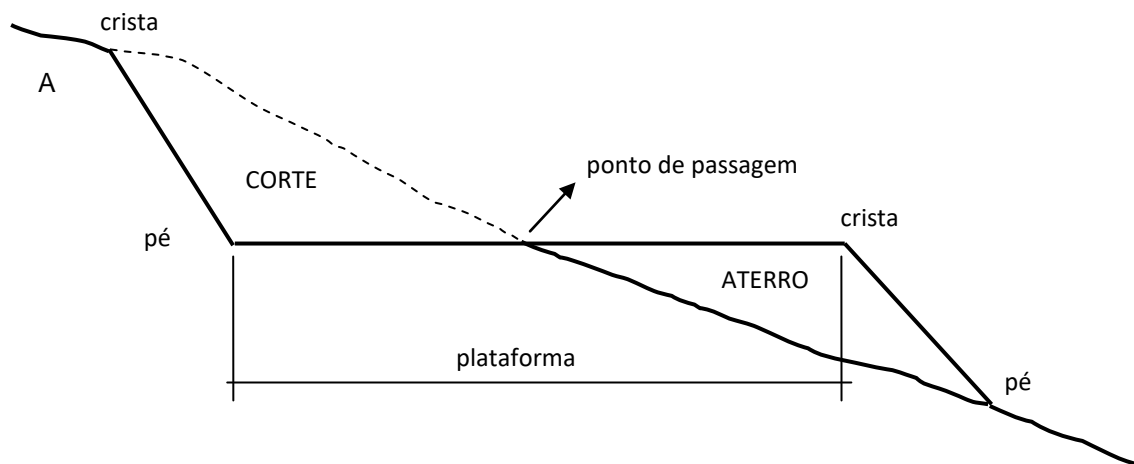 crista
A
ponto de passagem
CORTE
crista
pé
ATERRO
plataforma
pé